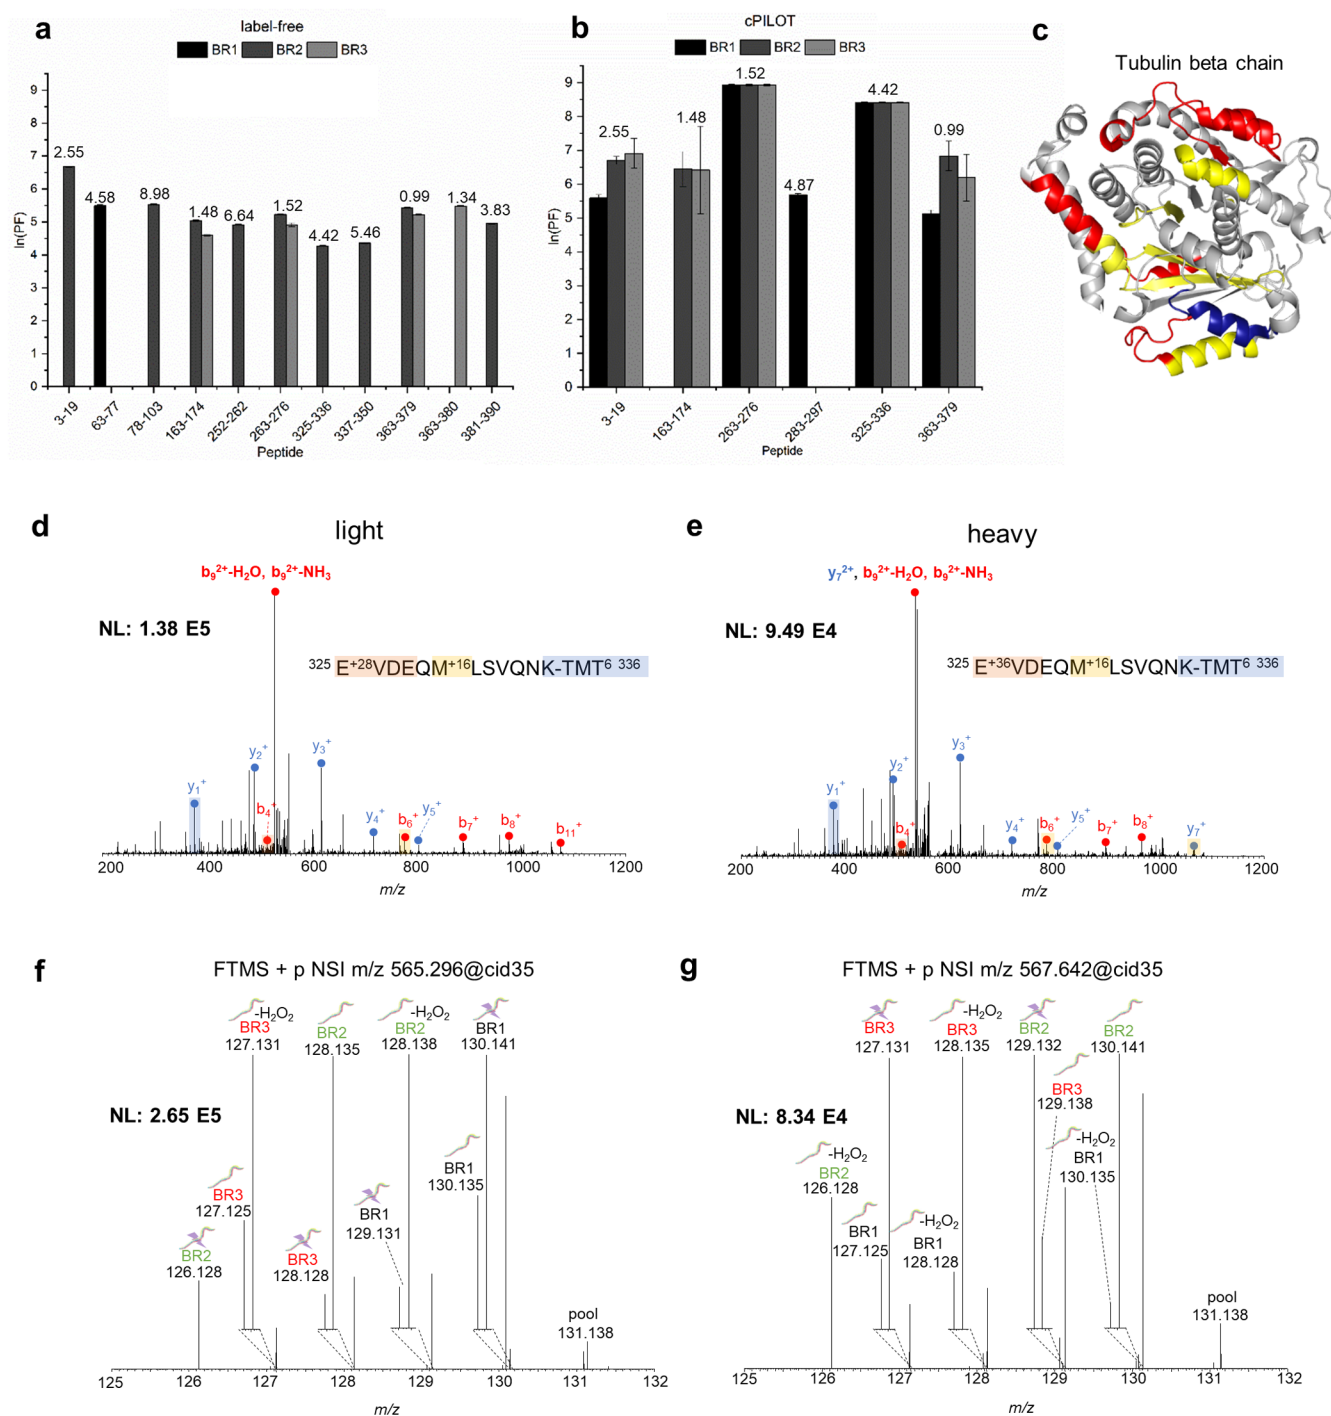 a
label-free
BR1 BR2 BR3
ln(PF)
9
8
7
6
5
4
3
2
1
0
2.55
4.58
8.98
1.48
6.64
1.52
4.42
5.46
0.99
1.34
3.83
3-19
63-77
78-103
163-174
252-262
263-276
325-336
337-350
363-379
363-380
381-390
Peptide
b
cPILOT
BR1 BR2 BR3
ln(PF)
9
8
7
6
5
4
3
2
1
0
2.55
1.48
1.52
4.87
4.42
0.99
3-19
163-174
263-276
283-297
325-336
363-379
Peptide
c
Tubulin beta chain
d
light
b₉²⁺-H₂O, b₉²⁺-NH₃
NL: 1.38 E5
³²⁵ E⁺²⁸VDEQM⁺¹⁶LSVQNK-TMT⁶ ³³⁶
y₁⁺
y₂⁺
b₄⁺
y₃⁺
y₄⁺
b₆⁺
y₅⁺
b₇⁺
b₈⁺
b₁₁⁺
200 400 600 800 1000 1200
m/z
e
heavy
y₇²⁺, b₉²⁺-H₂O, b₉²⁺-NH₃
NL: 9.49 E4
³²⁵ E⁺³⁶VDEQM⁺¹⁶LSVQNK-TMT⁶ ³³⁶
y₁⁺
y₂⁺
b₄⁺
y₃⁺
y₄⁺
b₆⁺
y₅⁺
b₇⁺
b₈⁺
y₇⁺
200 400 600 800 1000 1200
m/z
f
FTMS + p NSI m/z 565.296@cid35
NL: 2.65 E5
BR2
126.128
BR3
127.125
-H₂O₂
BR3
127.131
BR3
128.128
BR2
128.135
BR1
129.131
-H₂O₂
BR2
128.138
BR1
130.135
BR1
130.141
pool
131.138
125 126 127 128 129 130 131 132
m/z
g
FTMS + p NSI m/z 567.642@cid35
NL: 8.34 E4
-H₂O₂
BR2
126.128
BR1
127.125
BR3
127.131
-H₂O₂
BR1
128.128
-H₂O₂
BR3
128.135
BR2
129.132
BR3
129.138
-H₂O₂
BR1
130.135
BR2
130.141
pool
131.138
125 126 127 128 129 130 131 132
m/z